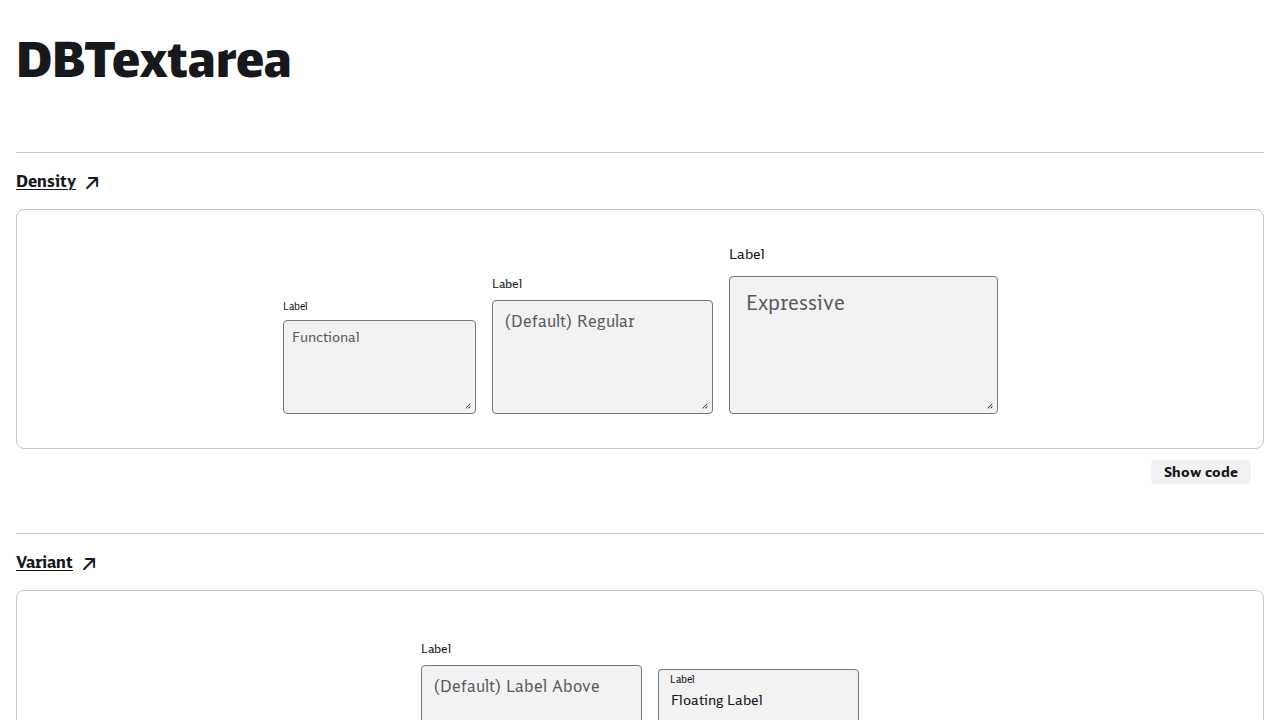 DBTextarea
Density
Label
Functional
Label
(Default) Regular
Label
Expressive
Show code
Variant
Label
(Default) Label Above
Label
Floating Label